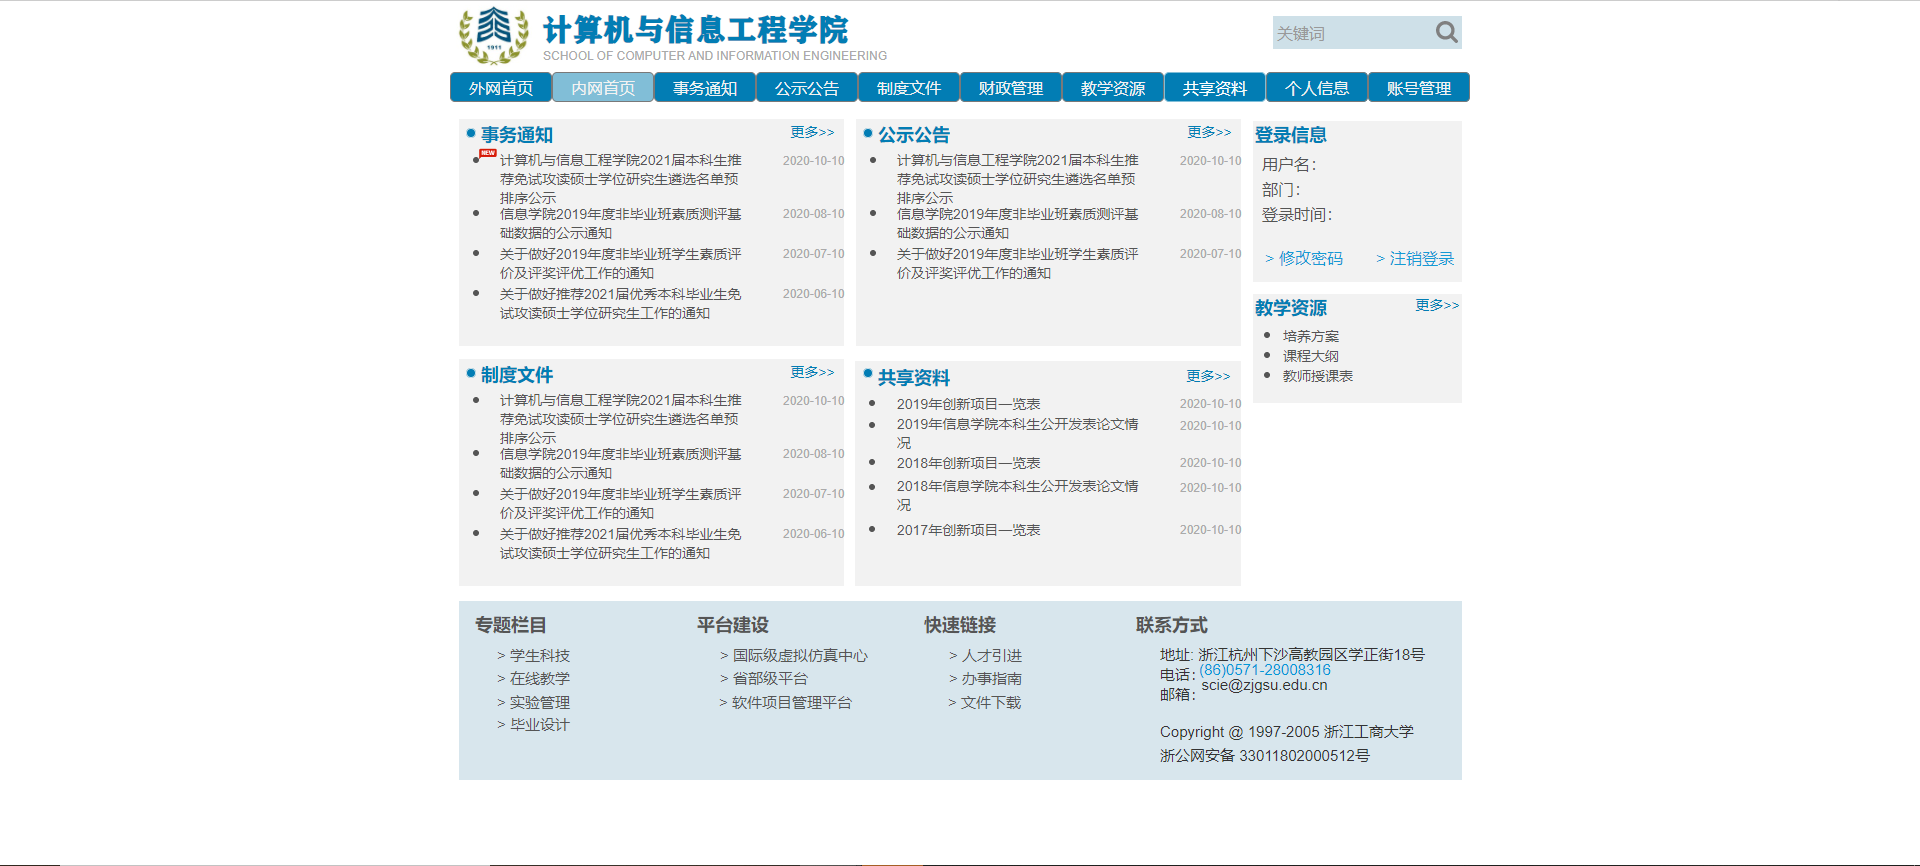 计算机与信息工程学院
SCHOOL OF COMPUTER AND INFORMATION ENGINEERING
1911
关键词
外网首页 内网首页 事务通知 公示公告 制度文件 财政管理 教学资源 共享资料 个人信息 账号管理
事务通知 更多>>
NEW
计算机与信息工程学院2021届本科生推 2020-10-10
荐免试攻读硕士学位研究生遴选名单预
排序公示
信息学院2019年度非毕业班素质测评基 2020-08-10
础数据的公示通知
关于做好2019年度非毕业班学生素质评 2020-07-10
价及评奖评优工作的通知
关于做好推荐2021届优秀本科毕业生免 2020-06-10
试攻读硕士学位研究生工作的通知
公示公告 更多>>
计算机与信息工程学院2021届本科生推 2020-10-10
荐免试攻读硕士学位研究生遴选名单预
排序公示
信息学院2019年度非毕业班素质测评基 2020-08-10
础数据的公示通知
关于做好2019年度非毕业班学生素质评 2020-07-10
价及评奖评优工作的通知
登录信息
用户名：
部门：
登录时间：
> 修改密码 > 注销登录
教学资源 更多>>
培养方案
课程大纲
教师授课表
制度文件 更多>>
计算机与信息工程学院2021届本科生推 2020-10-10
荐免试攻读硕士学位研究生遴选名单预
排序公示
信息学院2019年度非毕业班素质测评基 2020-08-10
础数据的公示通知
关于做好2019年度非毕业班学生素质评 2020-07-10
价及评奖评优工作的通知
关于做好推荐2021届优秀本科毕业生免 2020-06-10
试攻读硕士学位研究生工作的通知
共享资料 更多>>
2019年创新项目一览表 2020-10-10
2019年信息学院本科生公开发表论文情 2020-10-10
况
2018年创新项目一览表 2020-10-10
2018年信息学院本科生公开发表论文情 2020-10-10
况
2017年创新项目一览表 2020-10-10
专题栏目
> 学生科技
> 在线教学
> 实验管理
> 毕业设计
平台建设
> 国际级虚拟仿真中心
> 省部级平台
> 软件项目管理平台
快速链接
> 人才引进
> 办事指南
> 文件下载
联系方式
地址: 浙江杭州下沙高教园区学正街18号
电话：(86)0571-28008316
邮箱：scie@zjgsu.edu.cn
Copyright @ 1997-2005 浙江工商大学
浙公网安备 33011802000512号